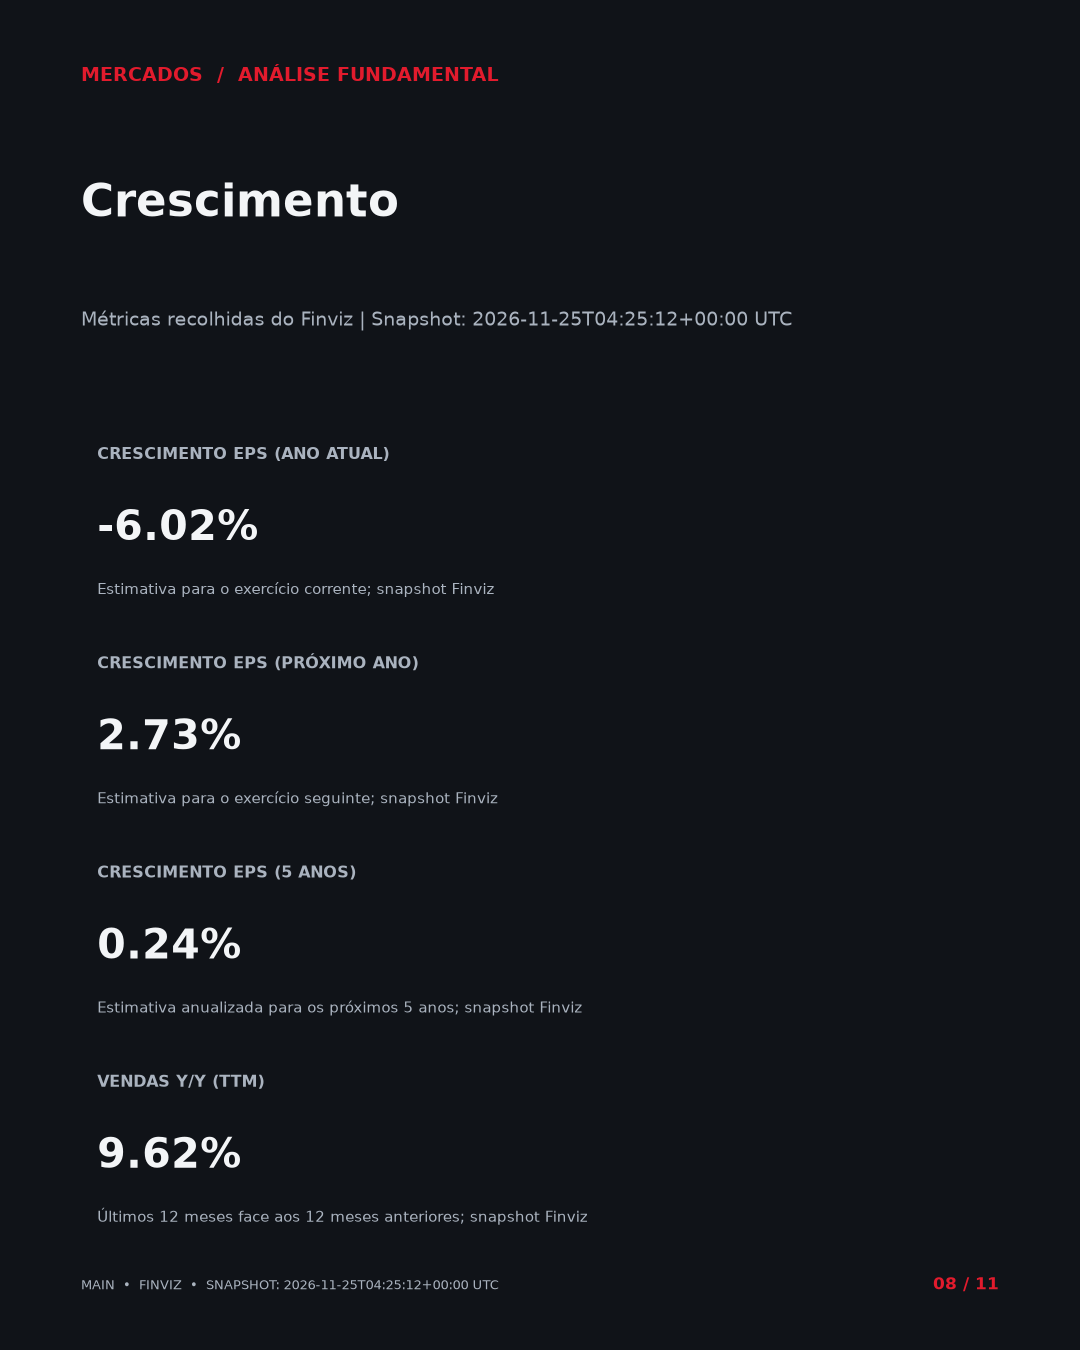 MERCADOS / ANÁLISE FUNDAMENTAL
Crescimento
Métricas recolhidas do Finviz | Snapshot: 2026-11-25T04:25:12+00:00 UTC
CRESCIMENTO EPS (ANO ATUAL)
-6.02%
Estimativa para o exercício corrente; snapshot Finviz
CRESCIMENTO EPS (PRÓXIMO ANO)
2.73%
Estimativa para o exercício seguinte; snapshot Finviz
CRESCIMENTO EPS (5 ANOS)
0.24%
Estimativa anualizada para os próximos 5 anos; snapshot Finviz
VENDAS Y/Y (TTM)
9.62%
Últimos 12 meses face aos 12 meses anteriores; snapshot Finviz
MAIN • FINVIZ • SNAPSHOT: 2026-11-25T04:25:12+00:00 UTC
08 / 11